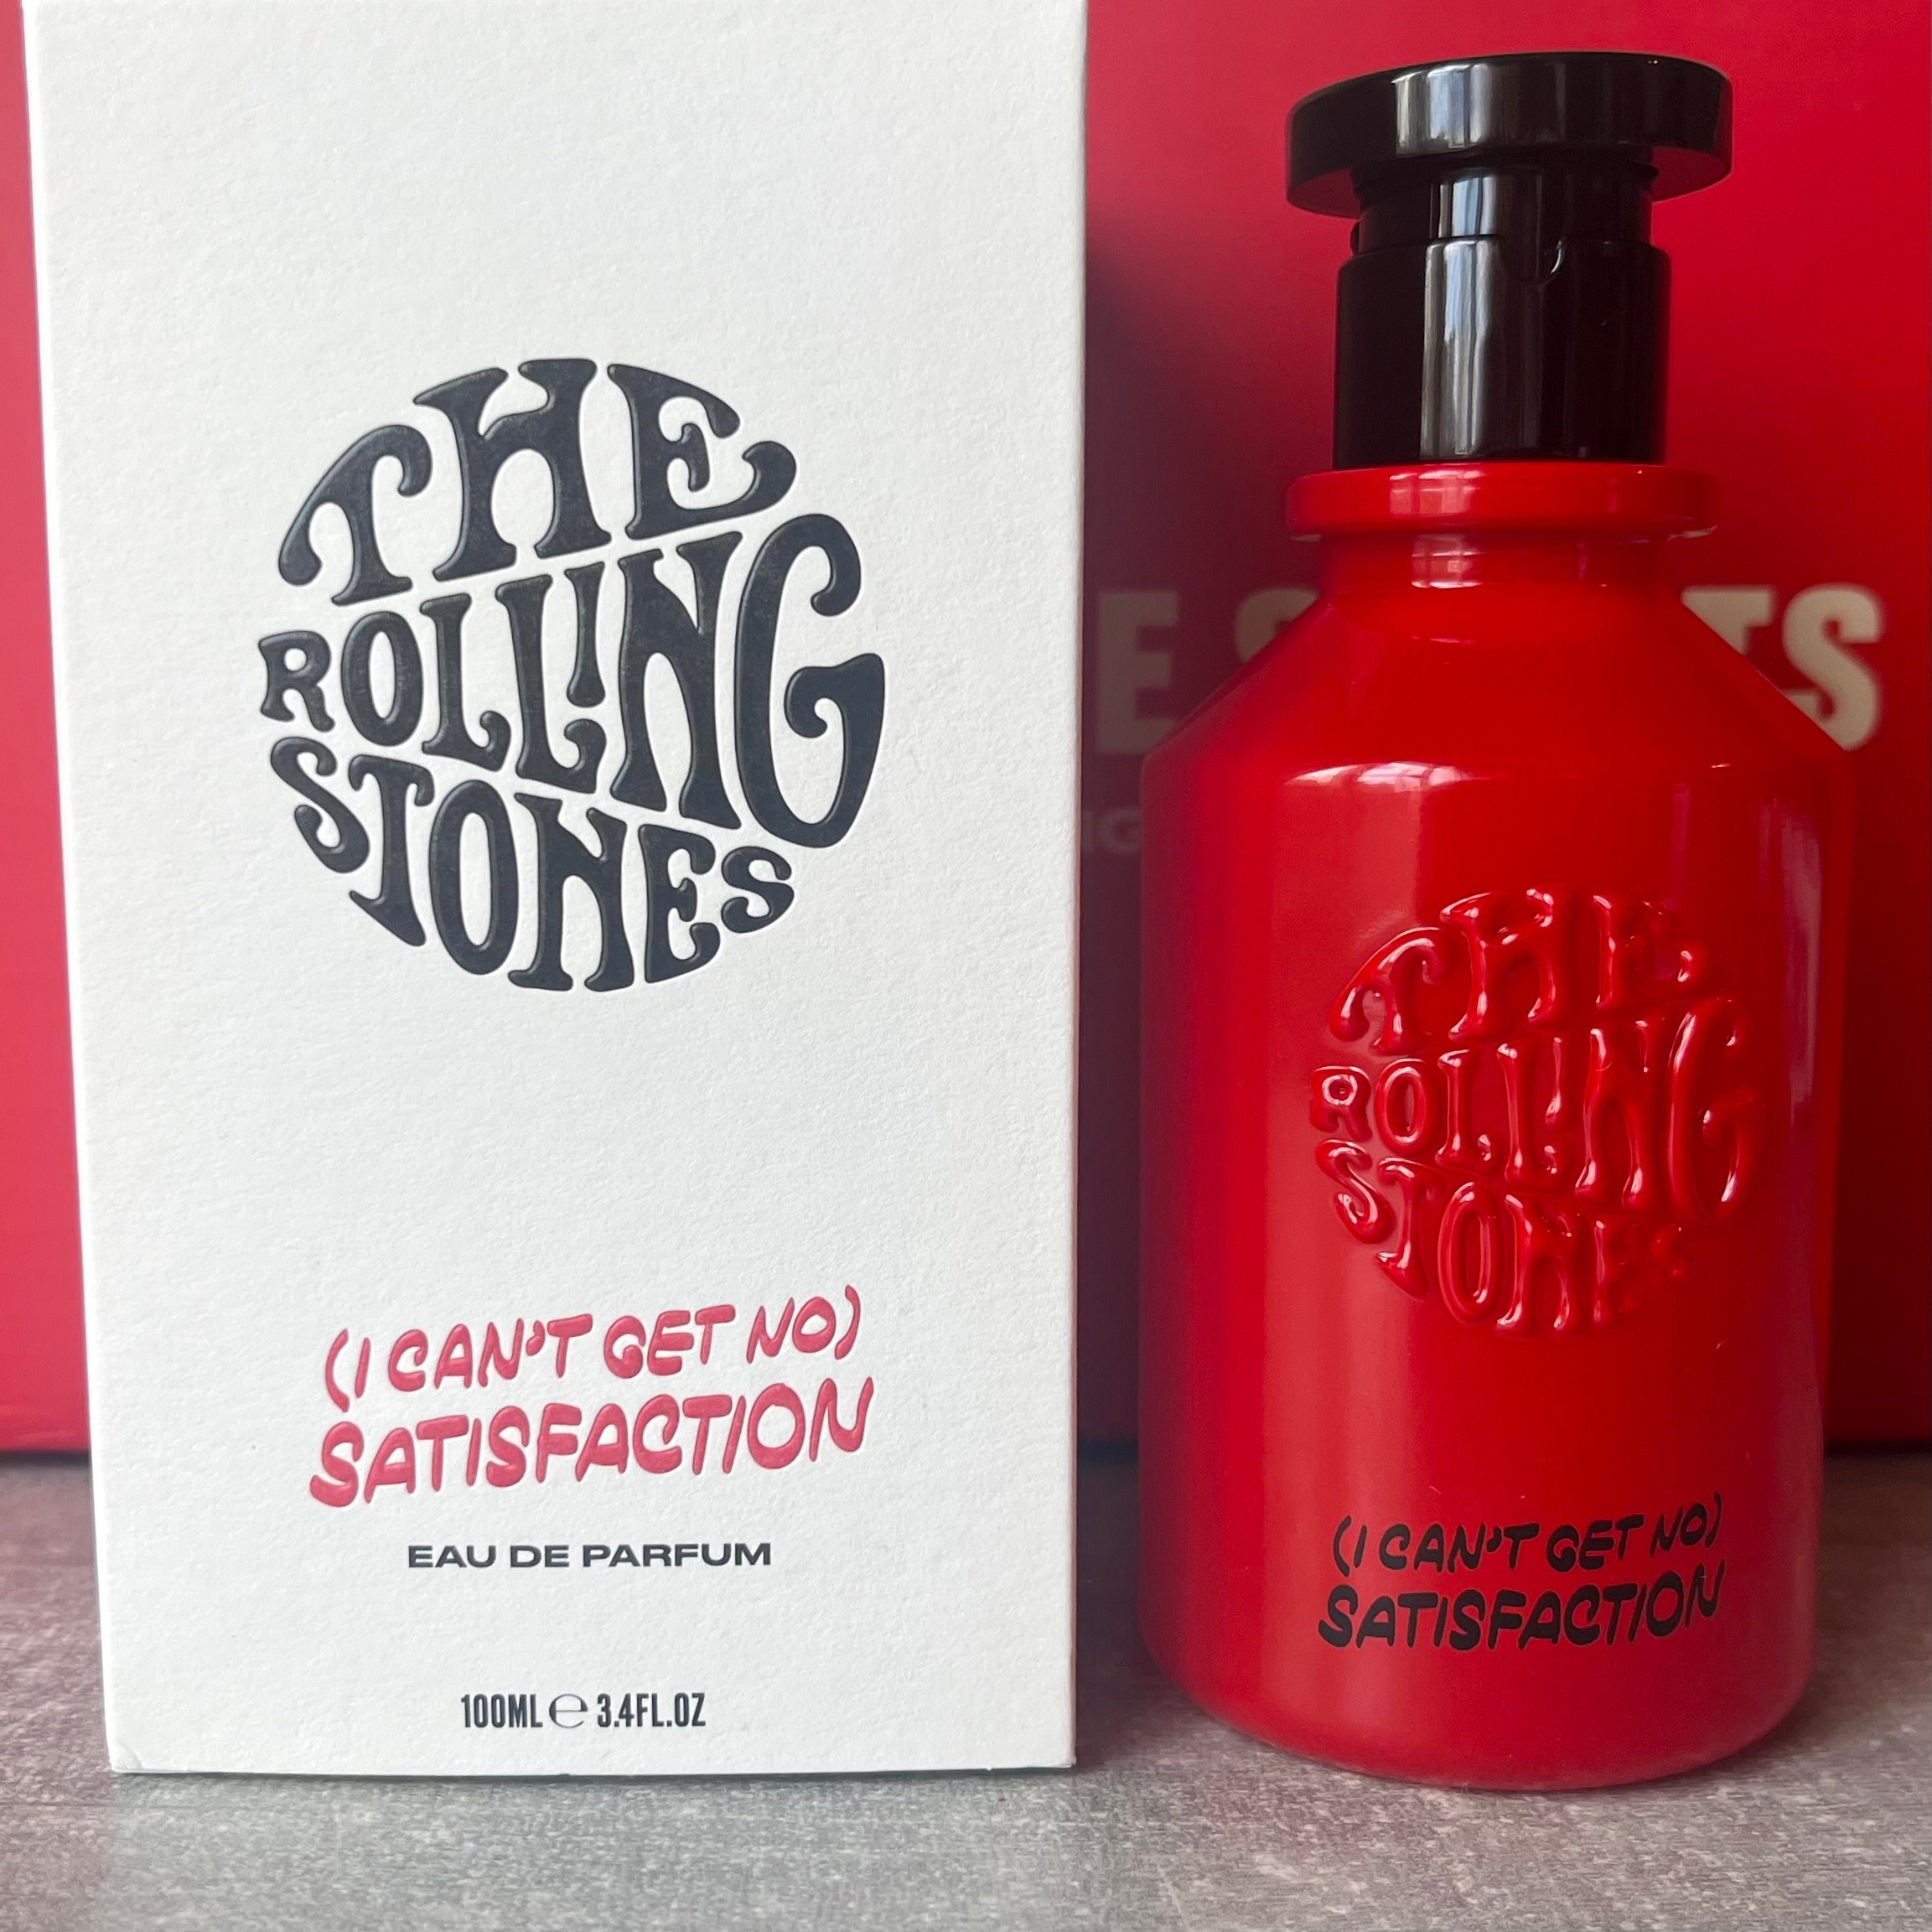 THE
ROLLING
STONES
(I CAN'T GET NO)
SATISFACTION
EAU DE PARFUM
100ML ℮ 3.4FL.OZ
THE
ROLLING
STONES
(I CAN'T GET NO)
SATISFACTION